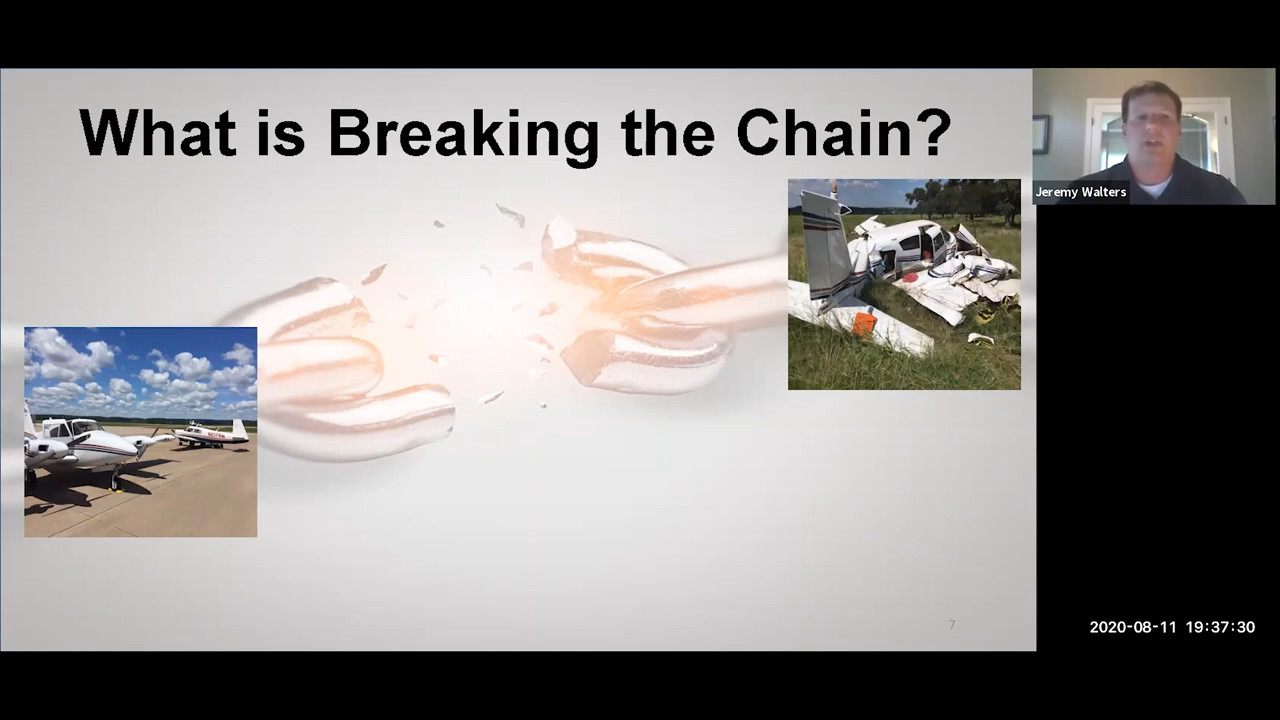 What is Breaking the Chain?
Jeremy Walters
7
2020-08-11 19:37:30